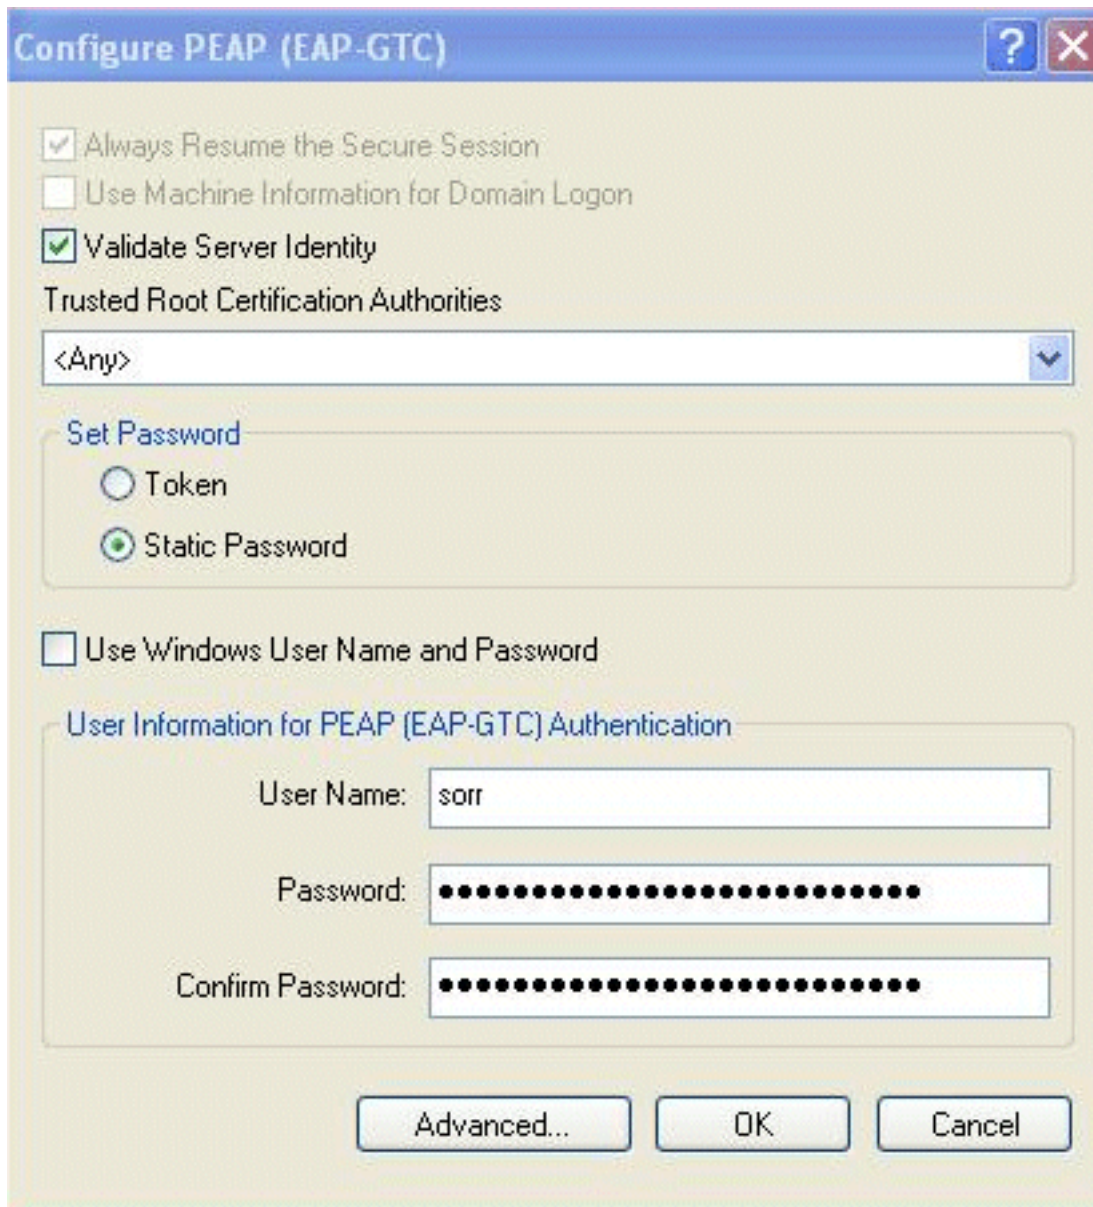 Configure PEAP (EAP-GTC)
Always Resume the Secure Session
Use Machine Information for Domain Logon
Validate Server Identity
Trusted Root Certification Authorities
<Any>
Set Password
Token
Static Password
Use Windows User Name and Password
User Information for PEAP (EAP-GTC) Authentication
User Name: sorr
Password: ••••••••••••••••••••••••••
Confirm Password: ••••••••••••••••••••••••••
Advanced... OK Cancel